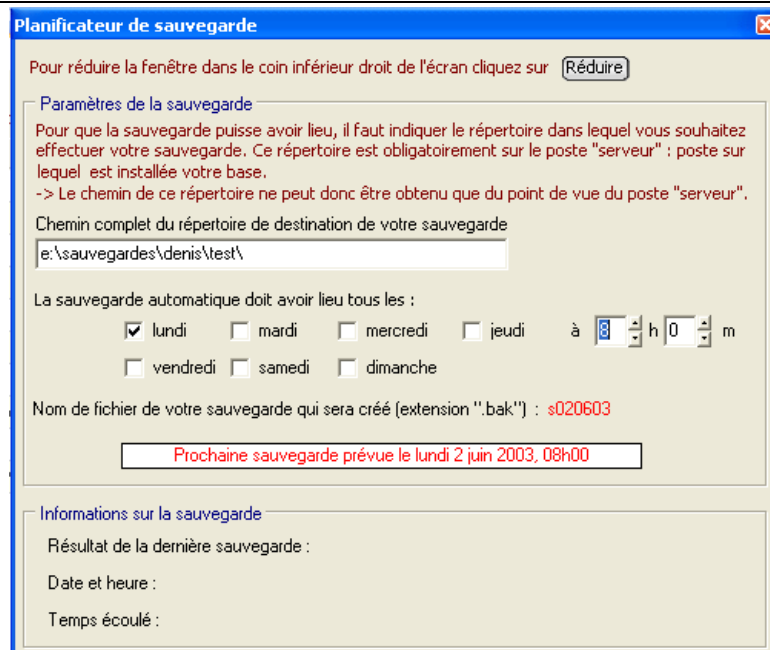 Planificateur de sauvegarde
Pour réduire la fenêtre dans le coin inférieur droit de l'écran cliquez sur Réduire
Paramètres de la sauvegarde
Pour que la sauvegarde puisse avoir lieu, il faut indiquer le répertoire dans lequel vous souhaitez
effectuer votre sauvegarde. Ce répertoire est obligatoirement sur le poste "serveur" : poste sur
lequel est installée votre base.
-> Le chemin de ce répertoire ne peut donc être obtenu que du point de vue du poste "serveur".
Chemin complet du répertoire de destination de votre sauvegarde
e:\sauvegardes\denis\test\
La sauvegarde automatique doit avoir lieu tous les :
lundi mardi mercredi jeudi à 8 h 0 m
vendredi samedi dimanche
Nom de fichier de votre sauvegarde qui sera créé (extension ".bak") : s020603
Prochaine sauvegarde prévue le lundi 2 juin 2003, 08h00
Informations sur la sauvegarde
Résultat de la dernière sauvegarde :
Date et heure :
Temps écoulé :